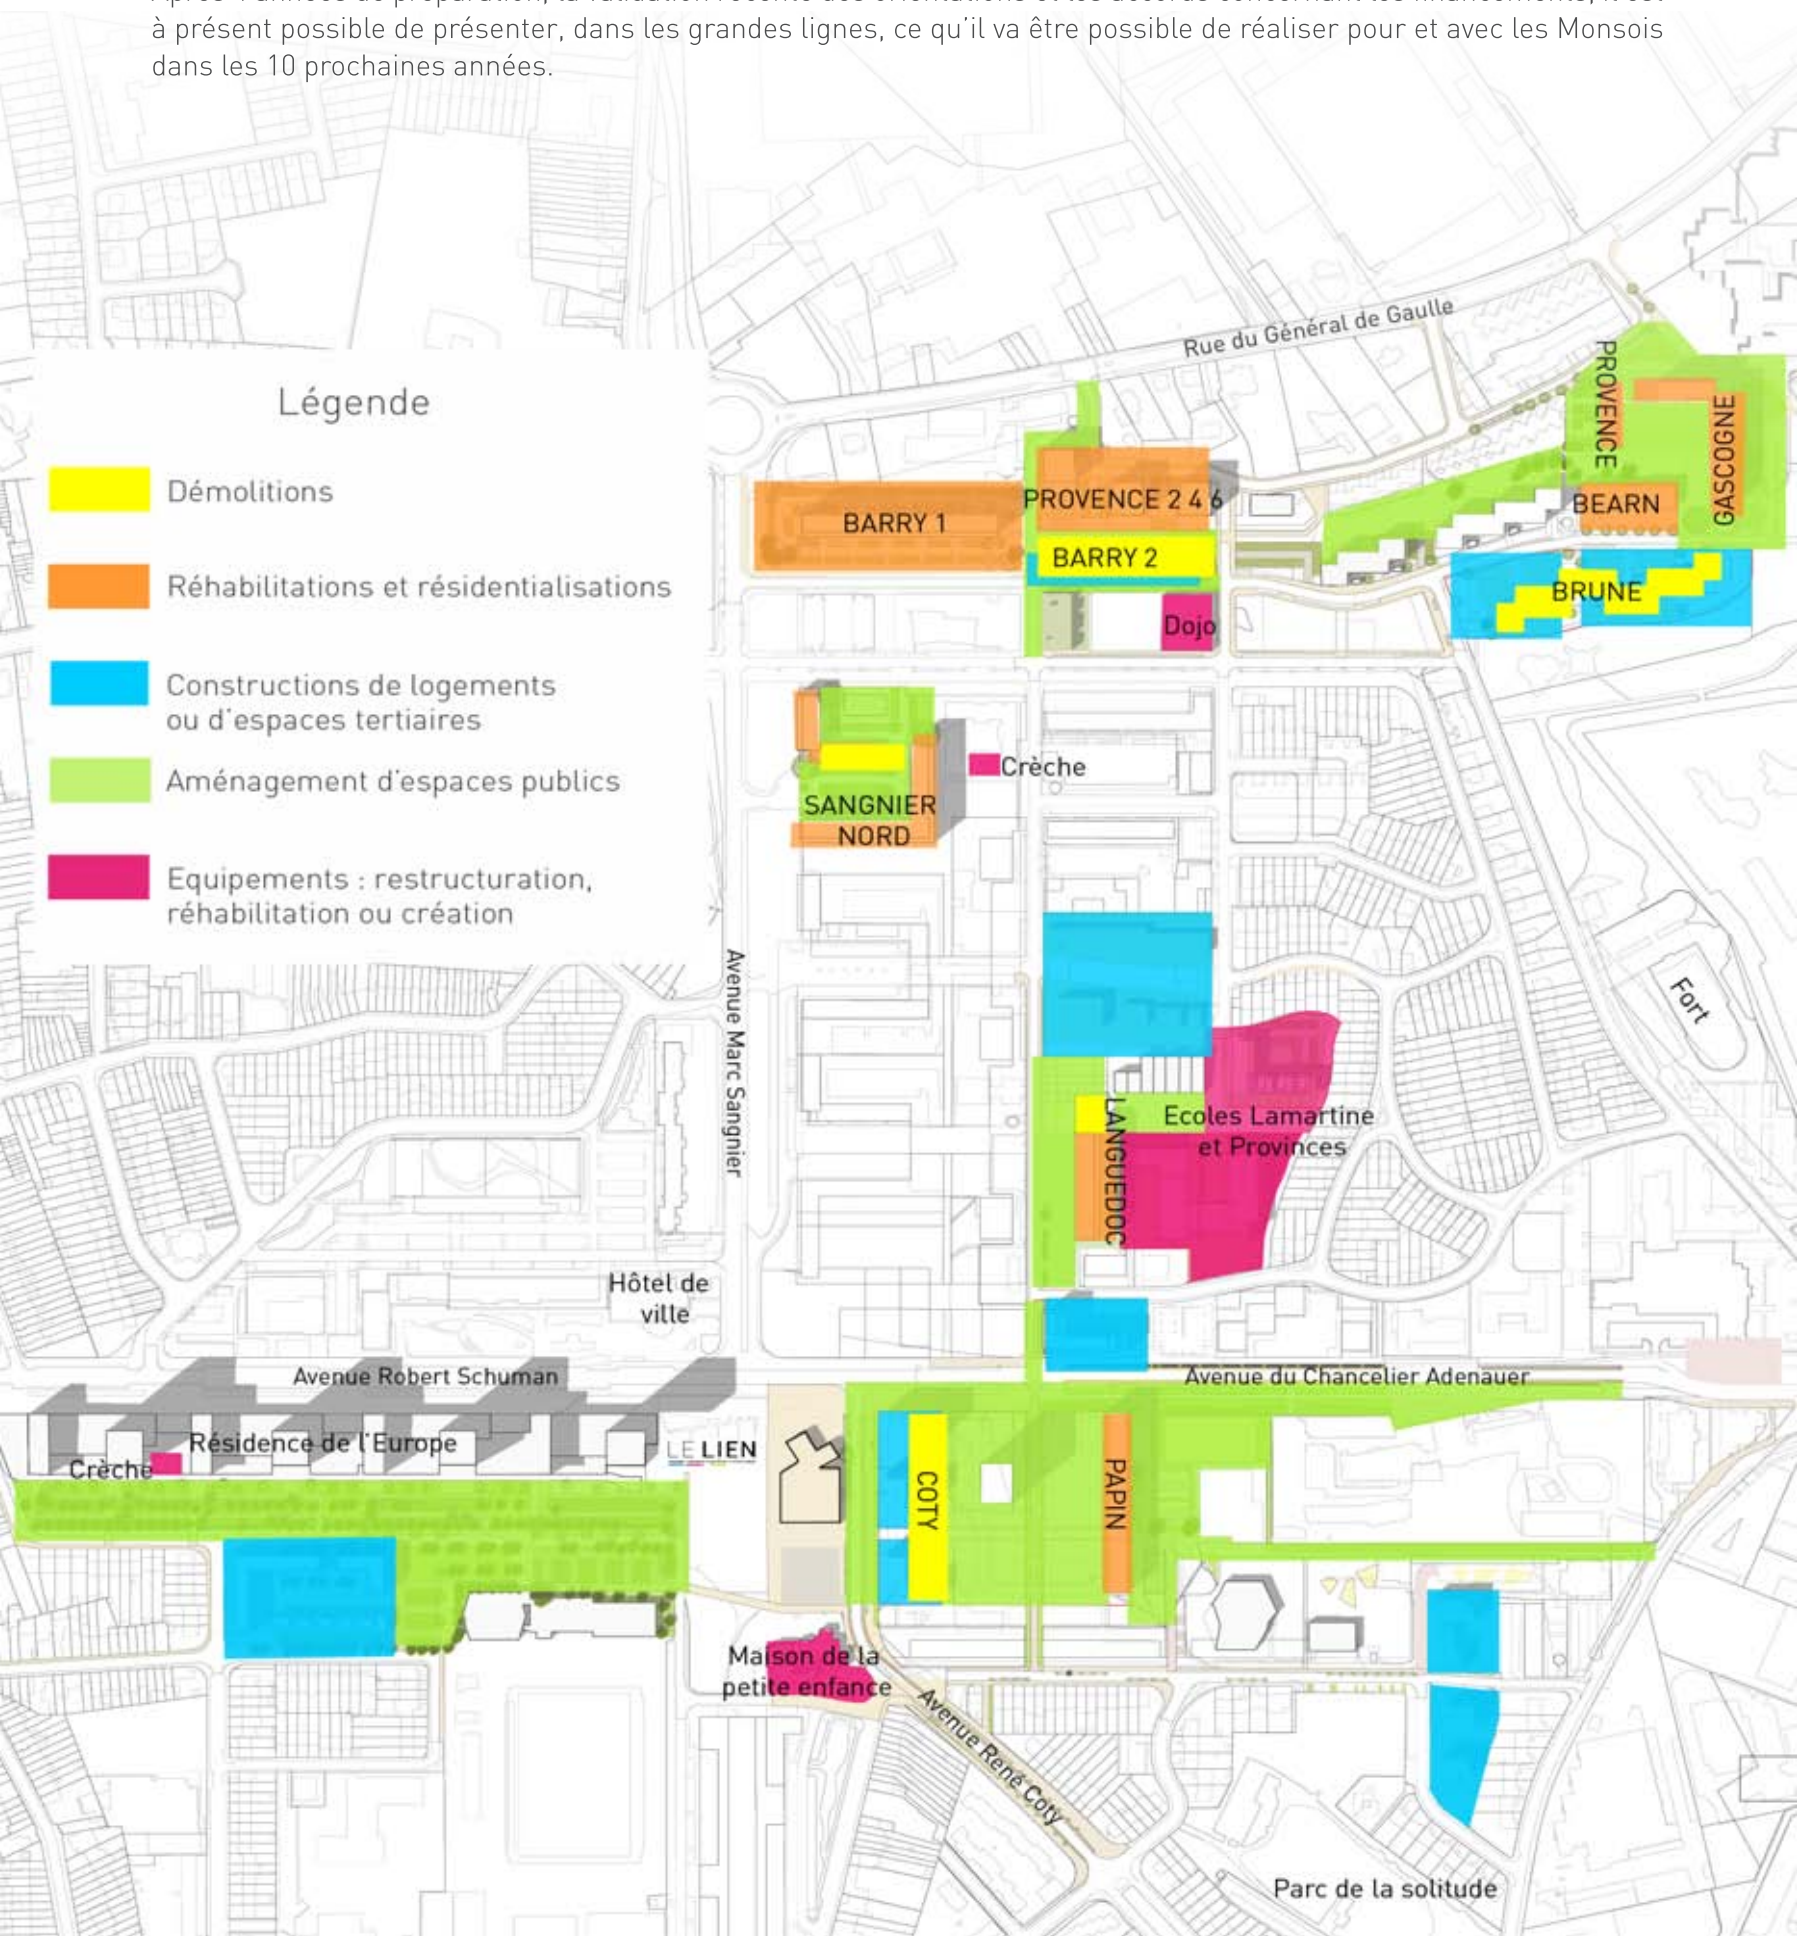 à présent possible de présenter, dans les grandes lignes, ce qu'il va être possible de réaliser pour et avec les Monsois
dans les 10 prochaines années.
Rue du Général de Gaulle
Légende
Démolitions
Réhabilitations et résidentialisations
Constructions de logements
ou d'espaces tertiaires
Aménagement d'espaces publics
Equipements : restructuration,
réhabilitation ou création
PROVENCE
GASCOGNE
BEARN
PROVENCE 2 4 6
BARRY 1
BARRY 2
BRUNE
Dojo
Crèche
SANGNIER
NORD
Avenue Marc Sangnier
Fort
Ecoles Lamartine
et Provinces
LANGUEDOC
Hôtel de
ville
Avenue Robert Schuman
Avenue du Chancelier Adenauer
Résidence de l'Europe
Crèche
LE LIEN
COTY
PAPIN
Maison de la
petite enfance
Avenue René Coty
Parc de la solitude